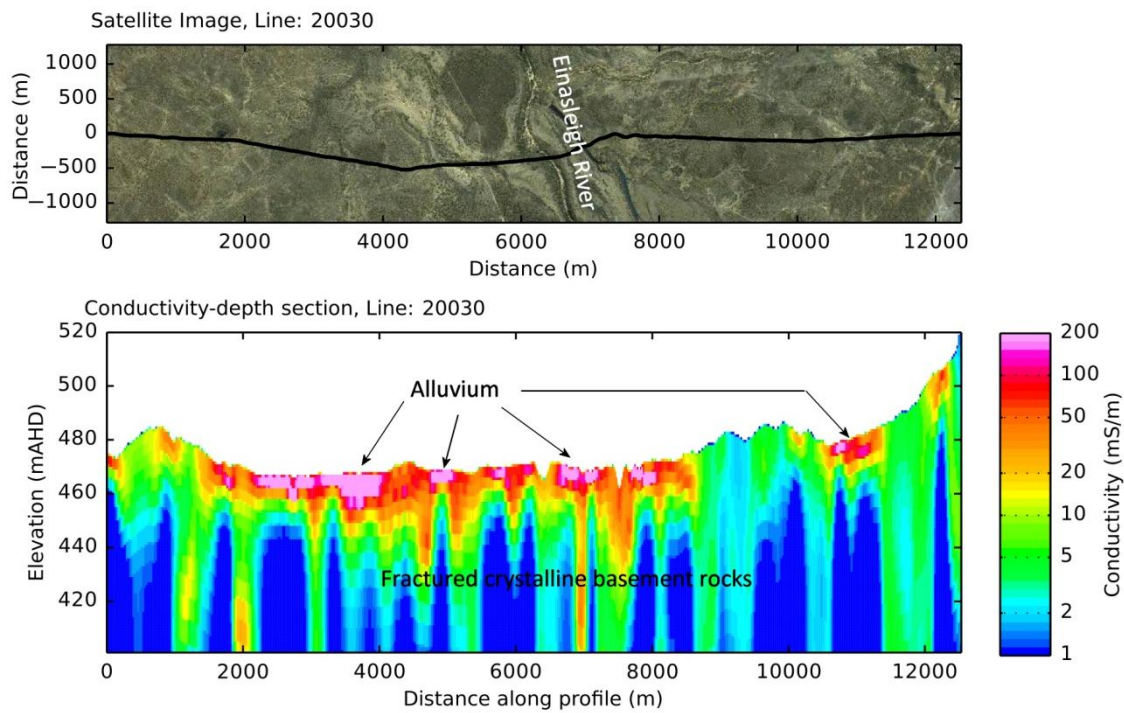 Satellite Image, Line: 20030
1000
500
0
−500
−1000
Distance (m)
Einasleigh River
0 2000 4000 6000 8000 10000 12000
Distance (m)
Conductivity-depth section, Line: 20030
520
500
480
460
440
420
Elevation (mAHD)
Alluvium
Fractured crystalline basement rocks
0 2000 4000 6000 8000 10000 12000
Distance along profile (m)
200
100
50
20
10
5
2
1
Conductivity (mS/m)